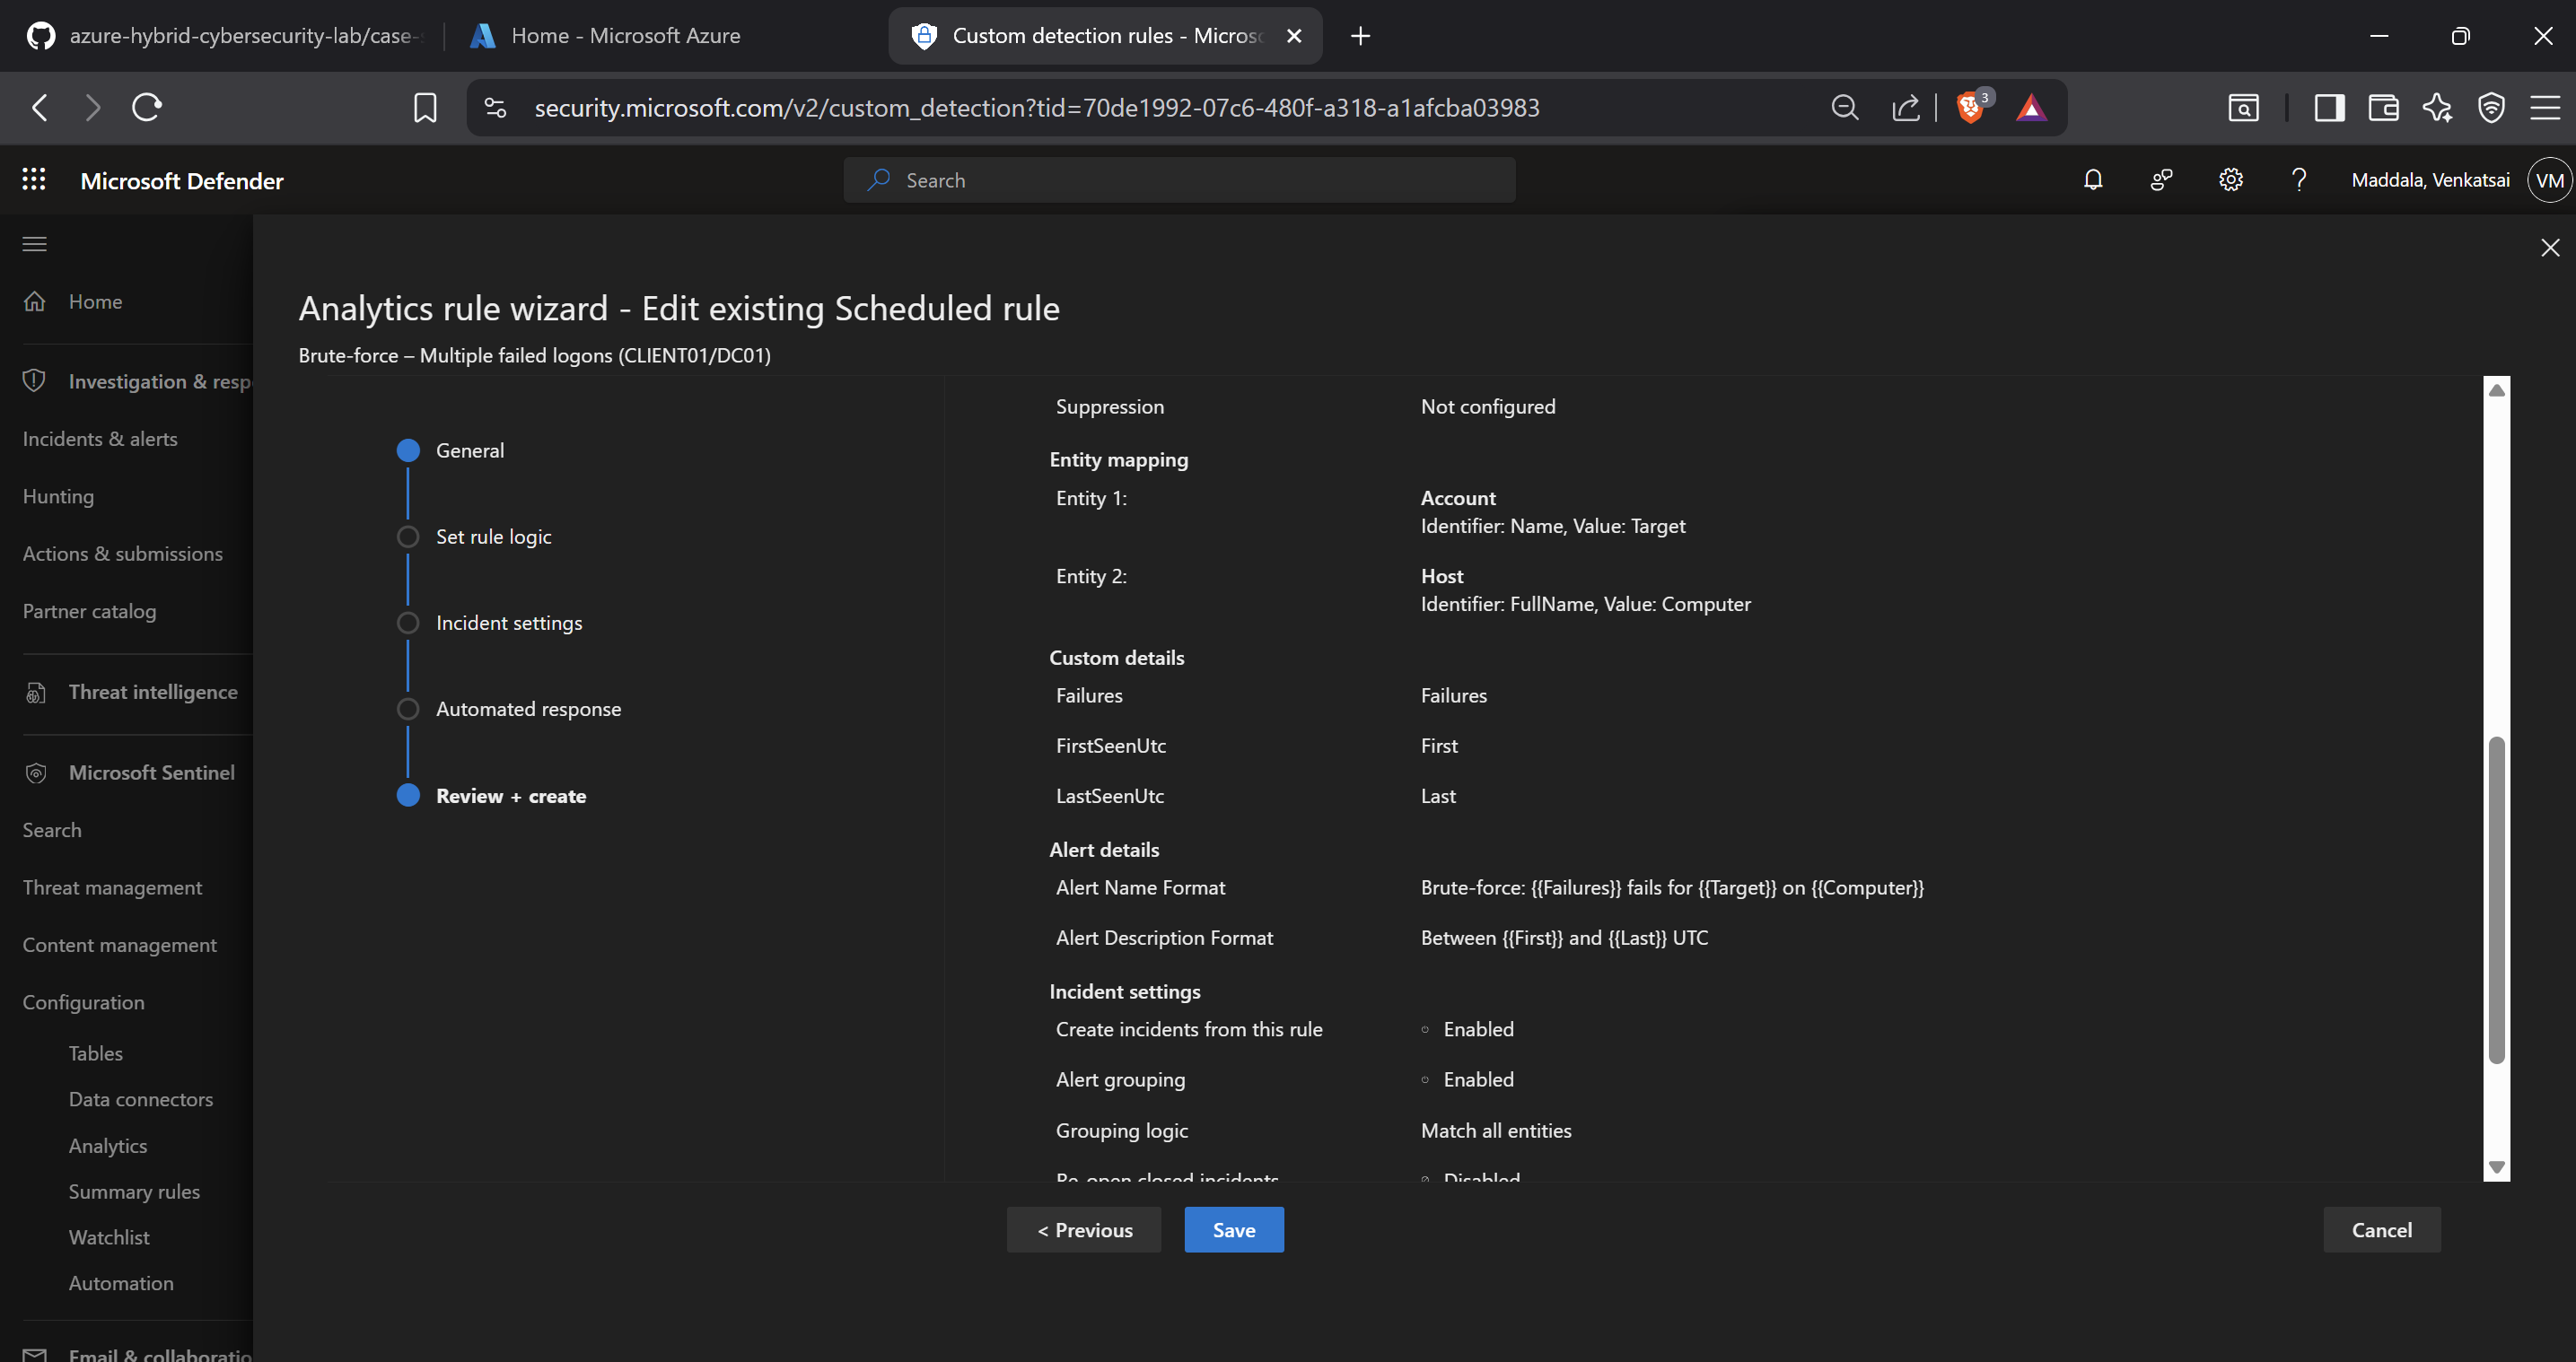 azure-hybrid-cybersecurity-lab/case-
Home - Microsoft Azure
Custom detection rules - Micros
security.microsoft.com/v2/custom_detection?tid=70de1992-07c6-480f-a318-a1afcba03983
3
Microsoft Defender
Search
Maddala, Venkatsai
VM
Home
Investigation & resp
Incidents & alerts
Hunting
Actions & submissions
Partner catalog
Threat intelligence
Microsoft Sentinel
Search
Threat management
Content management
Configuration
Tables
Data connectors
Analytics
Summary rules
Watchlist
Automation
Email & collaboratio
Analytics rule wizard - Edit existing Scheduled rule
Brute-force – Multiple failed logons (CLIENT01/DC01)
General
Set rule logic
Incident settings
Automated response
Review + create
Suppression Not configured
Entity mapping
Entity 1: Account
Identifier: Name, Value: Target
Entity 2: Host
Identifier: FullName, Value: Computer
Custom details
Failures Failures
FirstSeenUtc First
LastSeenUtc Last
Alert details
Alert Name Format Brute-force: {{Failures}} fails for {{Target}} on {{Computer}}
Alert Description Format Between {{First}} and {{Last}} UTC
Incident settings
Create incidents from this rule Enabled
Alert grouping Enabled
Grouping logic Match all entities
Re-open closed incidents Disabled
< Previous Save Cancel